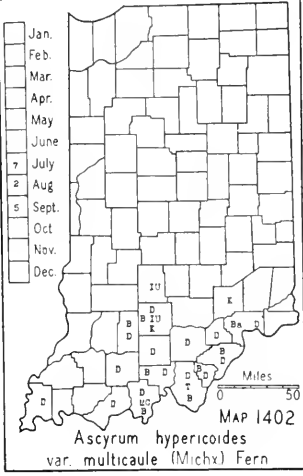 Jan.
Feb.
Mar.
Apr.
May
June
7 July
2 Aug
5 Sept.
Oct
Nov.
Dec.
IU
D
B IU
K
K
B
D
D
D
D
Ba
D
B
D
D
B D
D
T
B
B
D
D
D
D
MC
B
Miles
0 50
MAP 1402
Ascyrum hypericoides
var. multicaule (Michx) Fern